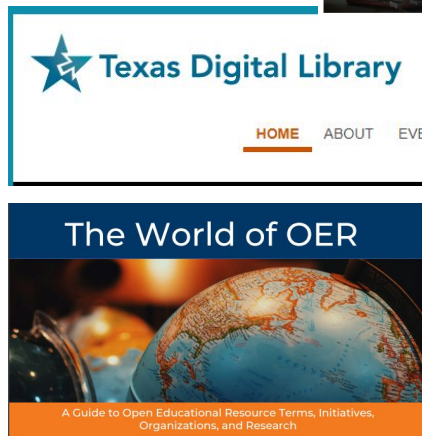 Texas Digital Library
HOME ABOUT
The World of OER
A Guide to Open Educational Resource Terms, Initiatives,
Organizations, and Research